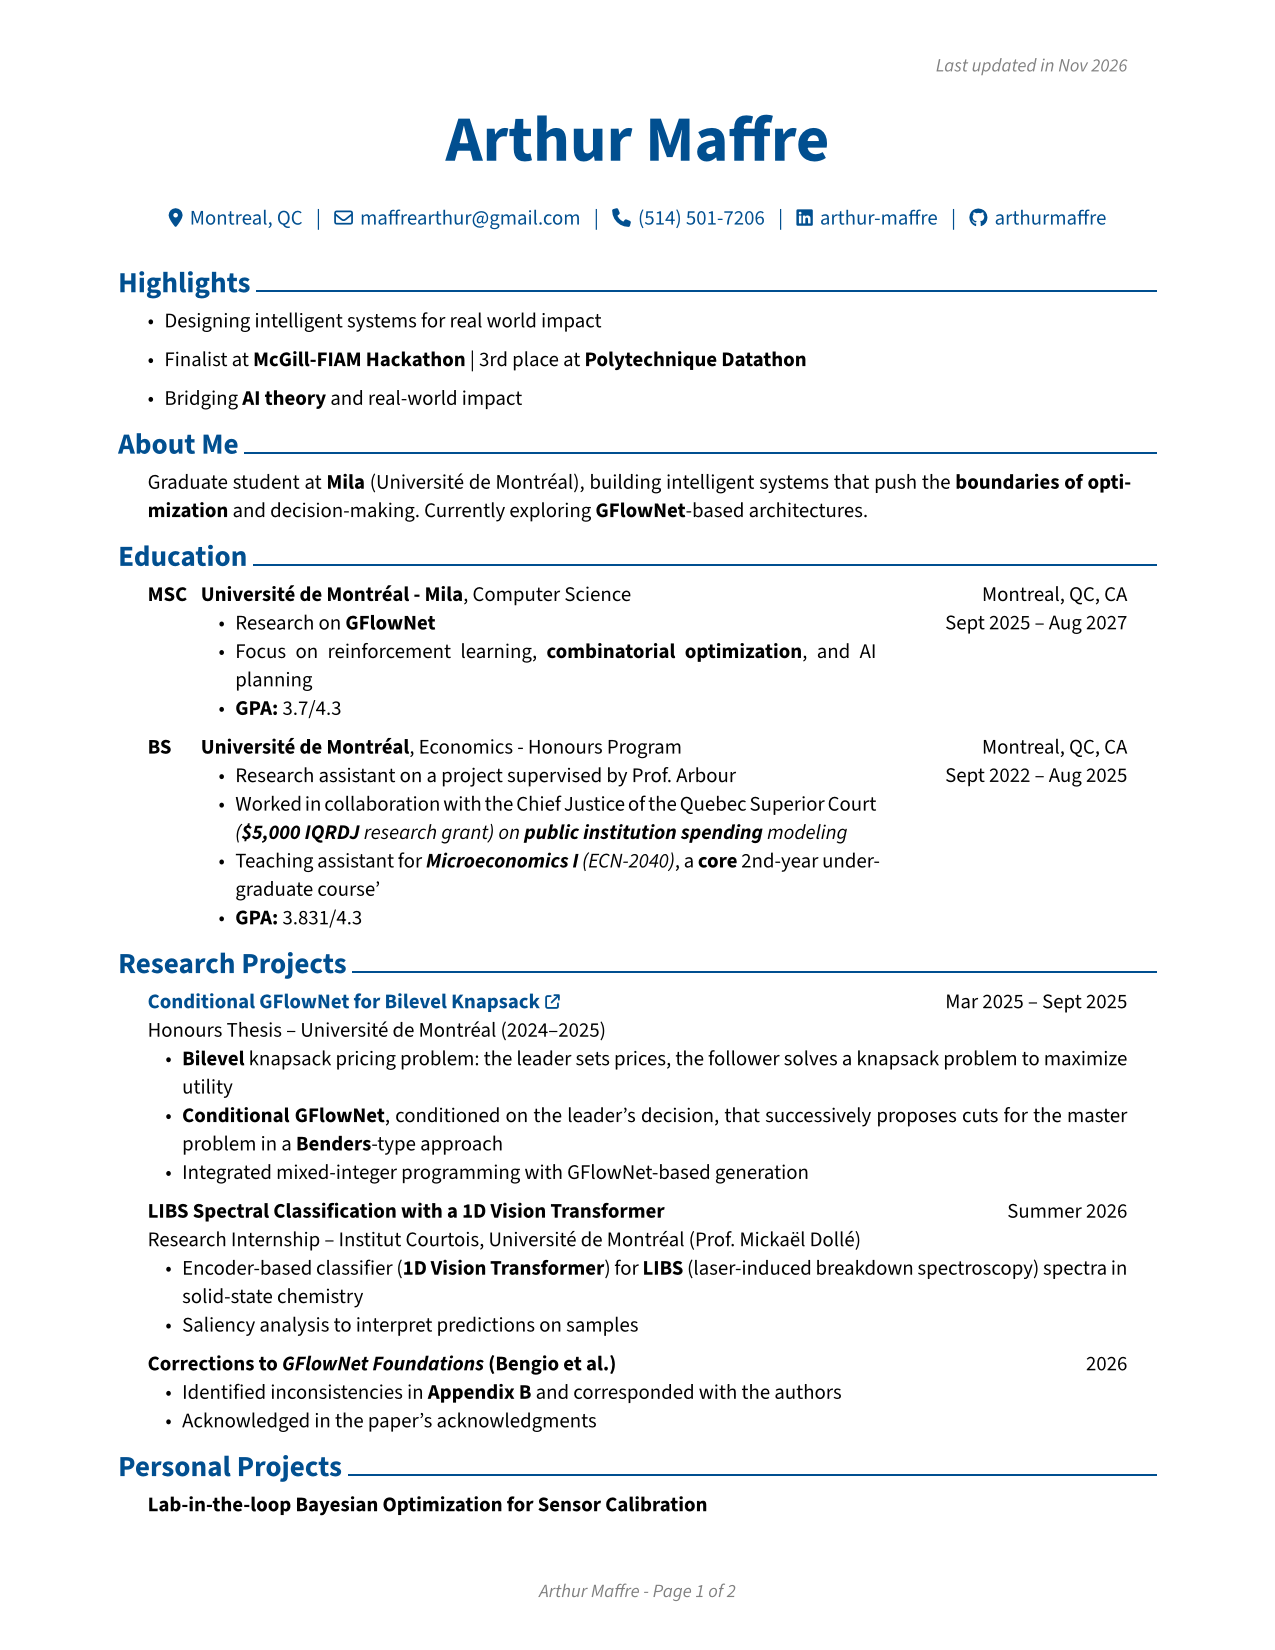 Last updated in Nov 2026
Arthur Maffre
Montreal, QC | maffrearthur@gmail.com | (514) 501-7206 | arthur-maffre | arthurmaffre
Highlights
• Designing intelligent systems for real world impact
• Finalist at McGill-FIAM Hackathon | 3rd place at Polytechnique Datathon
• Bridging AI theory and real-world impact
About Me
Graduate student at Mila (Université de Montréal), building intelligent systems that push the boundaries of opti-
mization and decision-making. Currently exploring GFlowNet-based architectures.
Education
MSC Université de Montréal - Mila, Computer Science Montreal, QC, CA
• Research on GFlowNet Sept 2025 – Aug 2027
• Focus on reinforcement learning, combinatorial optimization, and AI
planning
• GPA: 3.7/4.3
BS Université de Montréal, Economics - Honours Program Montreal, QC, CA
• Research assistant on a project supervised by Prof. Arbour Sept 2022 – Aug 2025
• Worked in collaboration with the Chief Justice of the Quebec Superior Court
($5,000 IQRDJ research grant) on public institution spending modeling
• Teaching assistant for Microeconomics I (ECN-2040), a core 2nd-year under-
graduate course’
• GPA: 3.831/4.3
Research Projects
Conditional GFlowNet for Bilevel Knapsack Mar 2025 – Sept 2025
Honours Thesis – Université de Montréal (2024–2025)
• Bilevel knapsack pricing problem: the leader sets prices, the follower solves a knapsack problem to maximize
utility
• Conditional GFlowNet, conditioned on the leader’s decision, that successively proposes cuts for the master
problem in a Benders-type approach
• Integrated mixed-integer programming with GFlowNet-based generation
LIBS Spectral Classification with a 1D Vision Transformer Summer 2026
Research Internship – Institut Courtois, Université de Montréal (Prof. Mickaël Dollé)
• Encoder-based classifier (1D Vision Transformer) for LIBS (laser-induced breakdown spectroscopy) spectra in
solid-state chemistry
• Saliency analysis to interpret predictions on samples
Corrections to GFlowNet Foundations (Bengio et al.) 2026
• Identified inconsistencies in Appendix B and corresponded with the authors
• Acknowledged in the paper’s acknowledgments
Personal Projects
Lab-in-the-loop Bayesian Optimization for Sensor Calibration
Arthur Maffre - Page 1 of 2